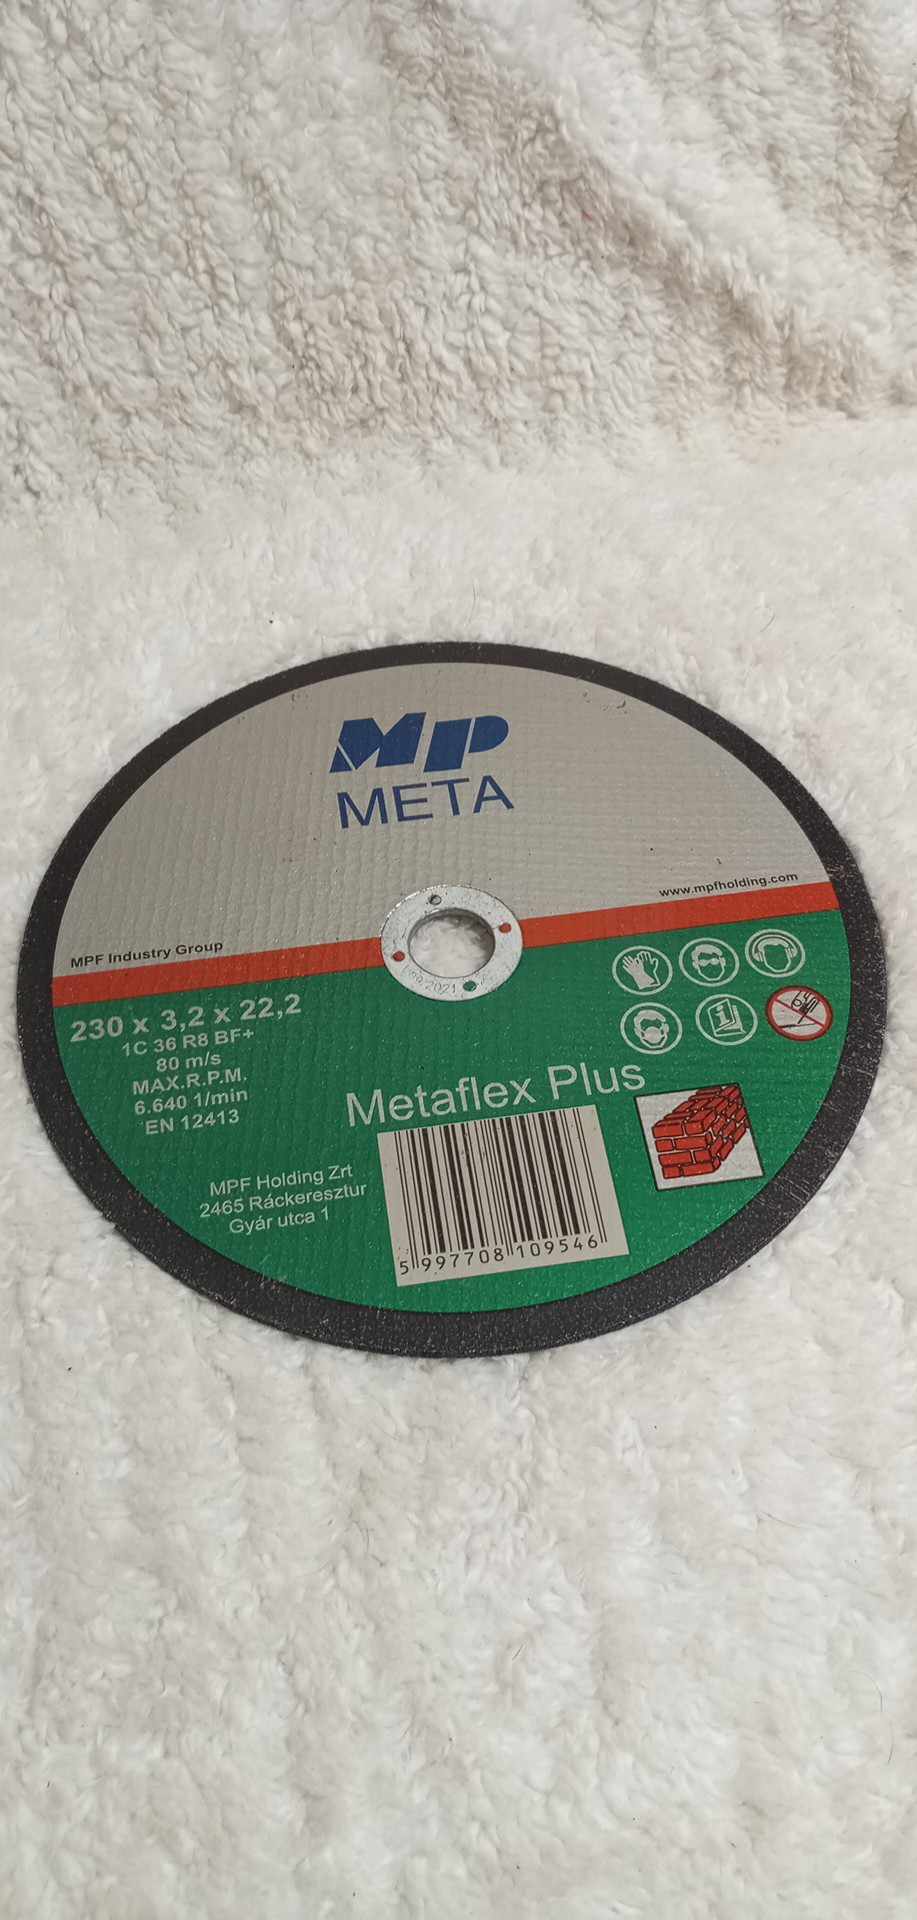 MP
META
www.mpfholding.com
MPF Industry Group
230 x 3,2 x 22,2
1C 36 R8 BF+
80 m/s
MAX.R.P.M.
6.640 1/min
EN 12413
Metaflex Plus
MPF Holding Zrt
2465 Ráckeresztur
Gyár utca 1
5 997708 109546
2021